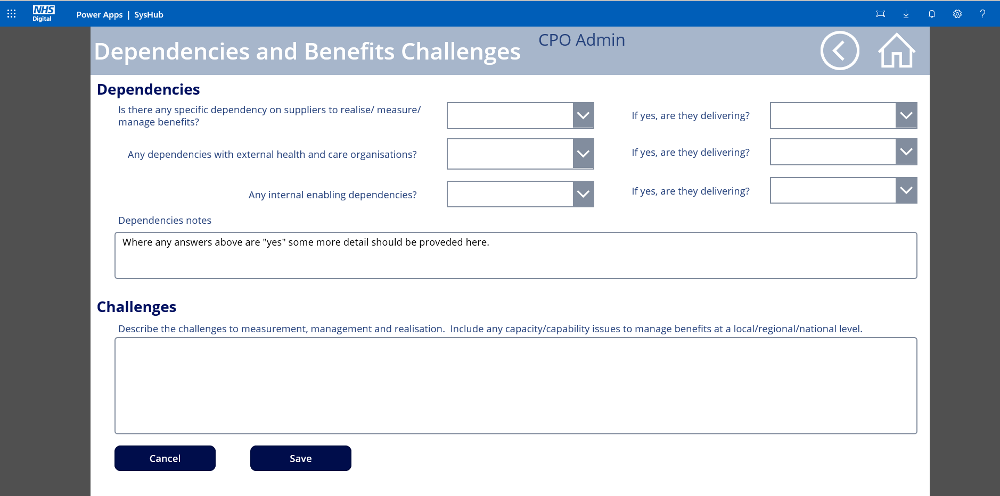 NHS
Digital
Power Apps | SysHub
Dependencies and Benefits Challenges
CPO Admin
Dependencies
Is there any specific dependency on suppliers to realise/ measure/
manage benefits?
If yes, are they delivering?
Any dependencies with external health and care organisations?
If yes, are they delivering?
Any internal enabling dependencies?
If yes, are they delivering?
Dependencies notes
Where any answers above are "yes" some more detail should be proveded here.
Challenges
Describe the challenges to measurement, management and realisation.  Include any capacity/capability issues to manage benefits at a local/regional/national level.
Cancel
Save